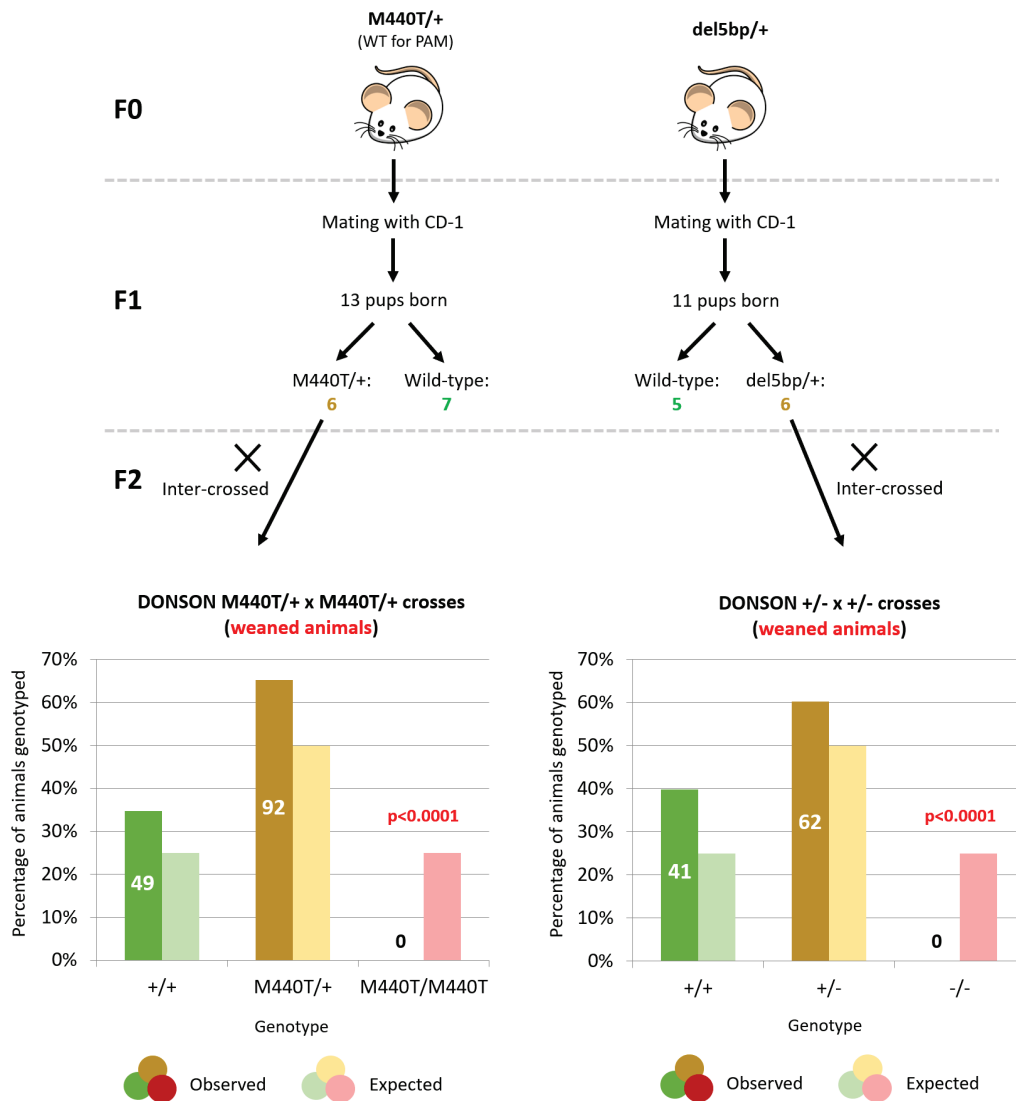 M440T/+
(WT for PAM)
del5bp/+
F0
Mating with CD-1
Mating with CD-1
F1
13 pups born
11 pups born
M440T/+:
6
Wild-type:
7
Wild-type:
5
del5bp/+:
6
F2
Inter-crossed
Inter-crossed
DONSON M440T/+ x M440T/+ crosses
(weaned animals)
Percentage of animals genotyped
70%
60%
50%
40%
30%
20%
10%
0%
49
92
p<0.0001
0
+/+
M440T/+
M440T/M440T
Genotype
Observed
Expected
DONSON +/- x +/- crosses
(weaned animals)
Percentage of animals genotyped
70%
60%
50%
40%
30%
20%
10%
0%
41
62
p<0.0001
0
+/+
+/-
-/-
Genotype
Observed
Expected